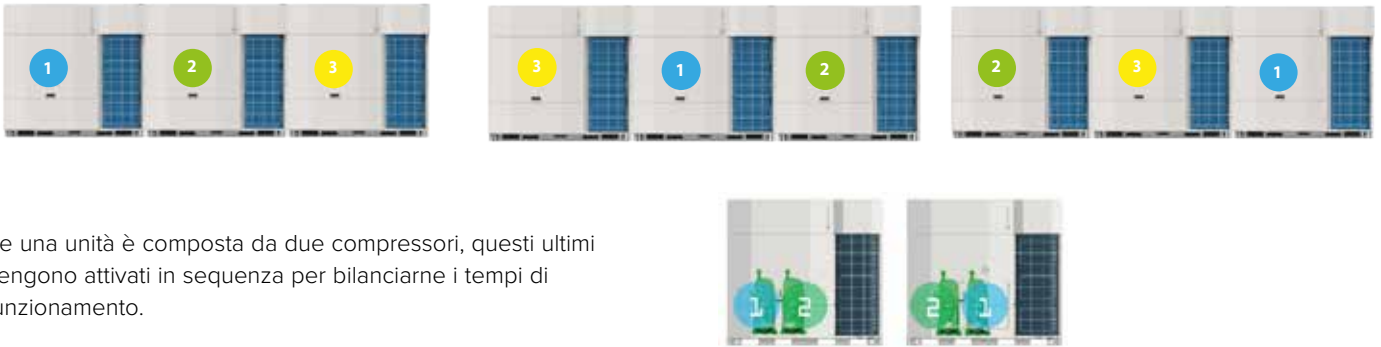 1 2 3 3 1 2 2 3 1
e una unità è composta da due compressori, questi ultimi
engono attivati in sequenza per bilanciarne i tempi di
unzionamento.
1 2 2 1